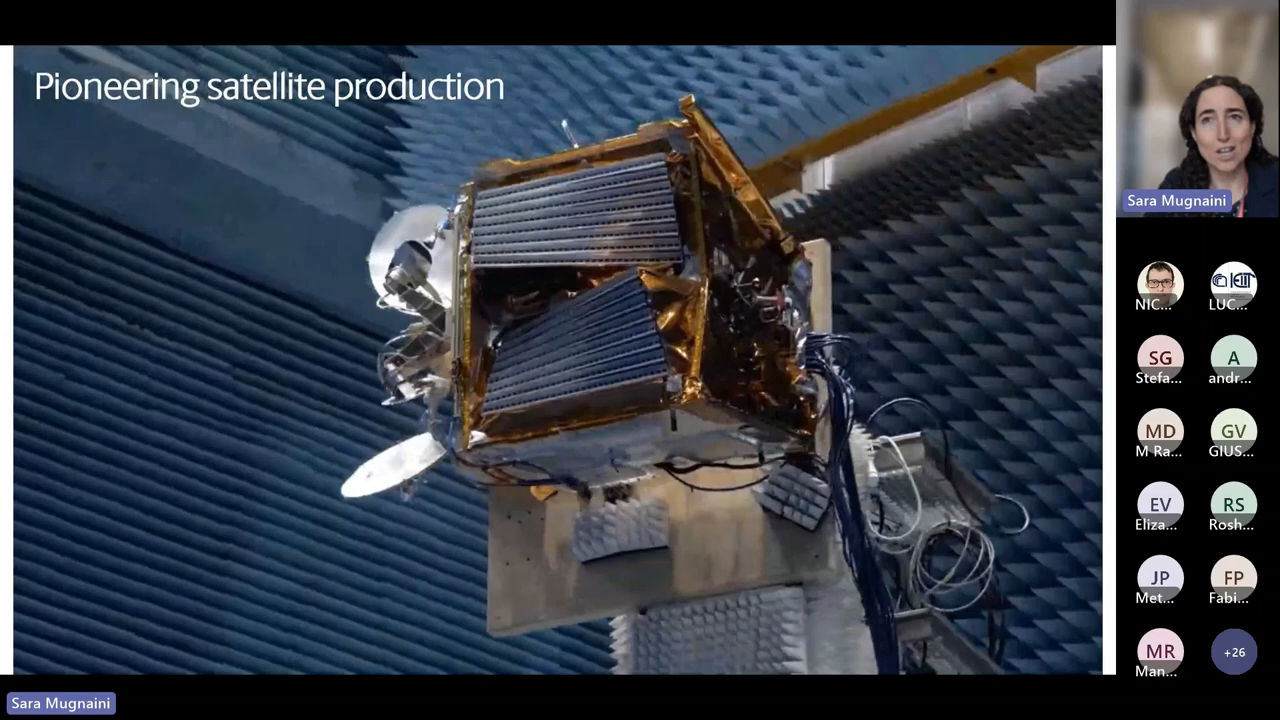 Pioneering satellite production
Sara Mugnaini
NIC...
LUC...
SG
Stefa...
A
andr...
MD
M Ra...
GV
GIUS...
EV
Eliza...
RS
Rosh...
JP
Met...
FP
Fabi...
MR
Man...
+26
Sara Mugnaini